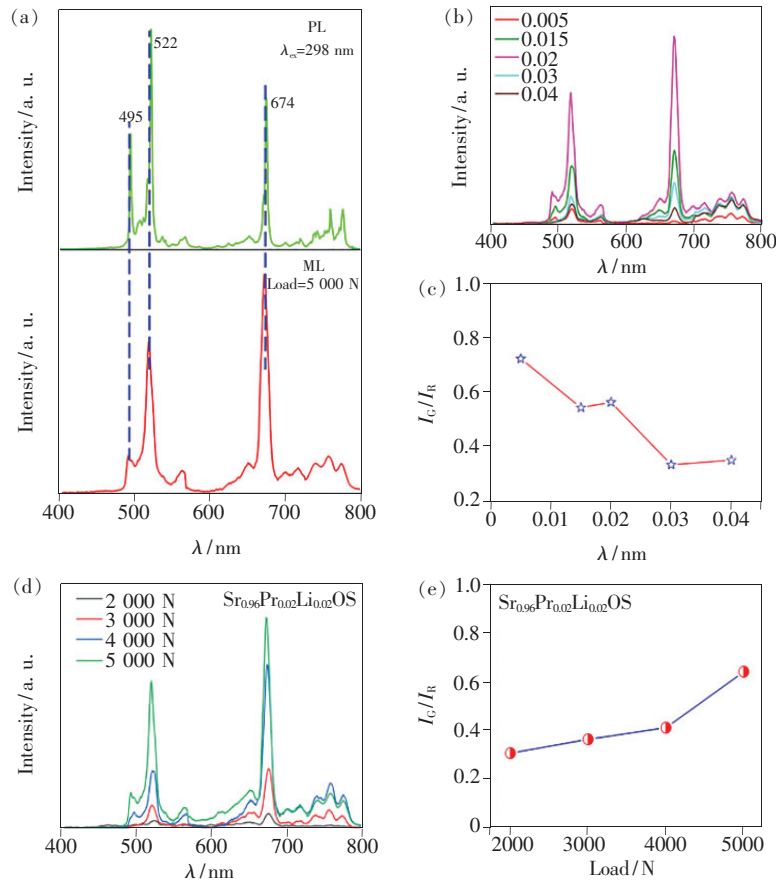 (a)
PL
λex=298 nm
522
495
674
Intensity/a. u.
ML
Load=5 000 N
Intensity/a. u.
400 500 600 700 800
λ/nm
(b)
0.005
0.015
0.02
0.03
0.04
Intensity/a. u.
400 500 600 700 800
λ/nm
(c)
1.0
0.8
0.6
0.4
0.2
IG/IR
0 0.01 0.02 0.03 0.04
λ/nm
(d)
2 000 N
3 000 N
4 000 N
5 000 N
Sr0.96Pr0.02Li0.02OS
Intensity/a. u.
400 500 600 700 800
λ/nm
(e)
Sr0.96Pr0.02Li0.02OS
1.0
0.8
0.6
0.4
0.2
0
IG/IR
2000 3000 4000 5000
Load/N